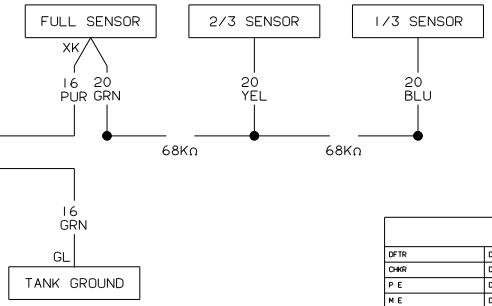 FULL SENSOR
2/3 SENSOR
1/3 SENSOR
XK
16 PUR
20 GRN
20 YEL
20 BLU
68KΩ
68KΩ
16 GRN
GL
TANK GROUND
DFTR D
CHKR D
P E D
M E D